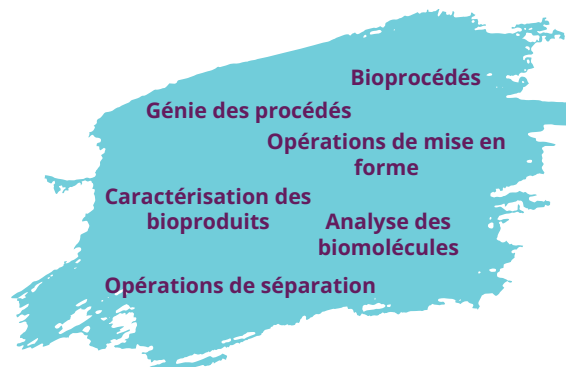 Bioprocédés
Génie des procédés
Opérations de mise en
forme
Caractérisation des
bioproduits
Analyse des
biomolécules
Opérations de séparation